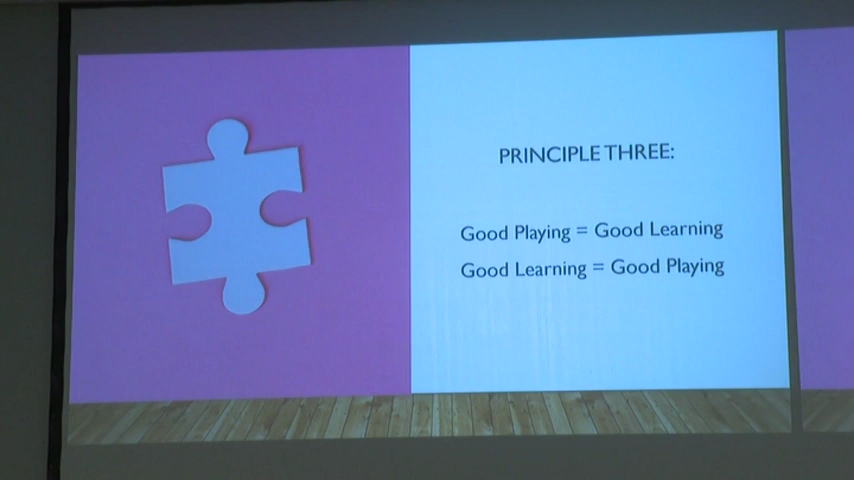 PRINCIPLE THREE:
Good Playing = Good Learning
Good Learning = Good Playing